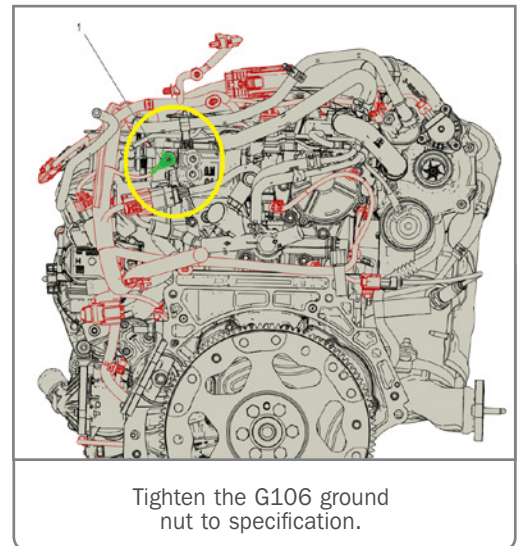 1
Tighten the G106 ground
nut to specification.